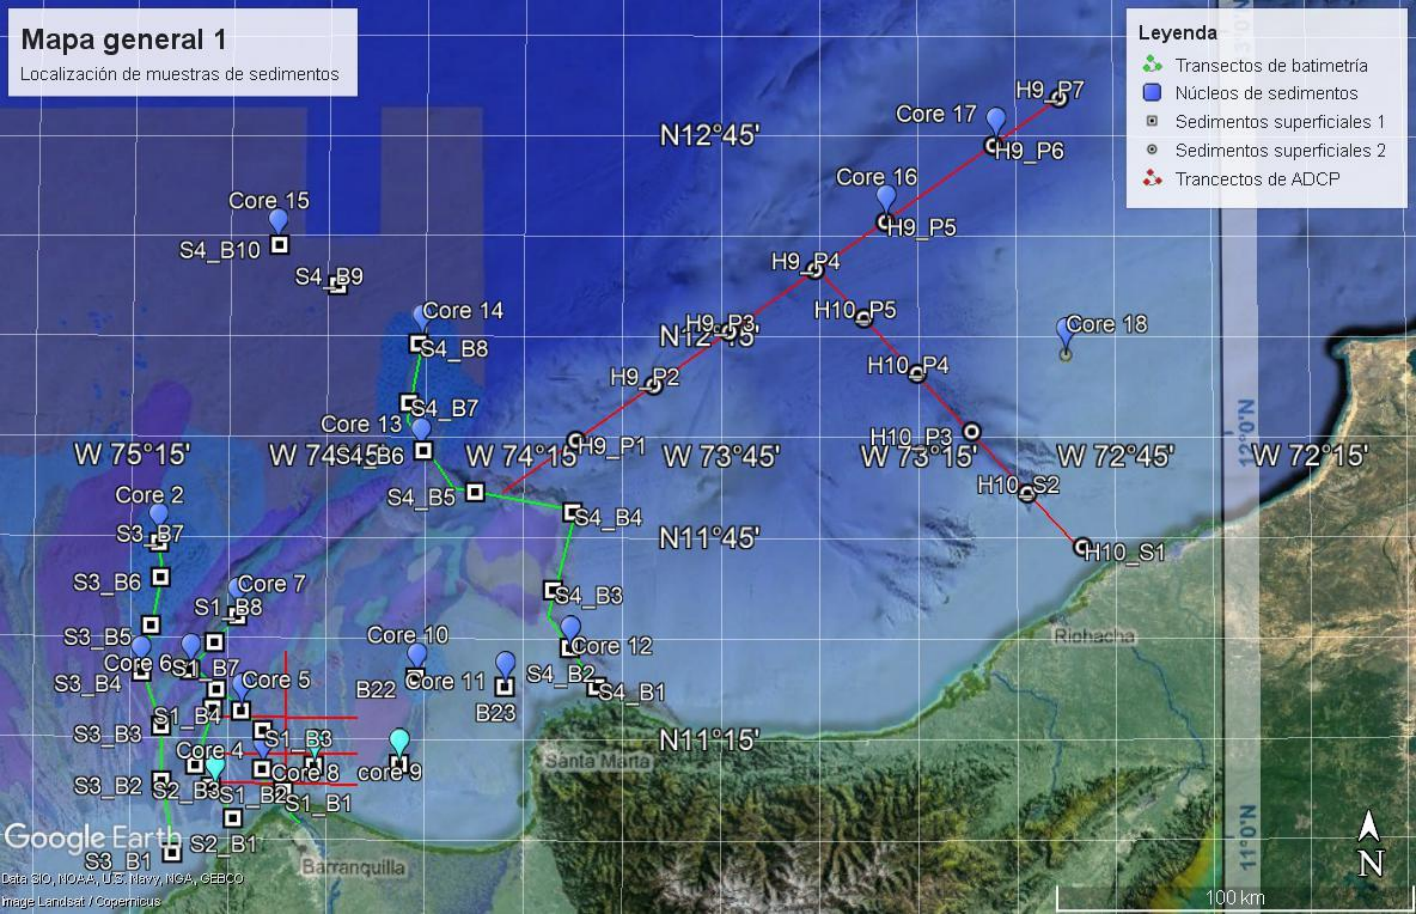 Mapa general 1
Localización de muestras de sedimentos
Leyenda
Transectos de batimetría
Núcleos de sedimentos
Sedimentos superficiales 1
Sedimentos superficiales 2
Trancectos de ADCP
H9_P7
Core 17
N12°45'
H9_P6
Core 16
Core 15
H9_P5
S4_B10
H9_P4
S4_B9
Core 14
H10_P5
H9_P3
Core 18
N12°15'
S4_B8
H10_P4
H9_P2
S4_B7
Core 13
H10_P3
12°0'N
H9_P1
S4_B6
W 75°15'
W 74°15'
W 73°45'
W 73°15'
W 72°45'
W 72°15'
H10_S2
Core 2
S4_B5
S4_B4
S3_B7
N11°45'
H10_S1
S3_B6
Core 7
S4_B3
S1_B8
S3_B5
Core 10
Riohacha
Core 12
Core 6
S1_B7
S4_B2
S3_B4
Core 5
B22
Core 11
S4_B1
B23
S1_B4
S3_B3
S1_B3
N11°15'
Core 4
Santa Marta
Core 8
core 9
S3_B2
S2_B3
S1_B2
S1_B1
Google Earth
S2_B1
11°0'N
S3_B1
Barranquilla
N
Data SIO, NOAA, U.S. Navy, NGA, GEBCO
Image Landsat / Copernicus
100 km